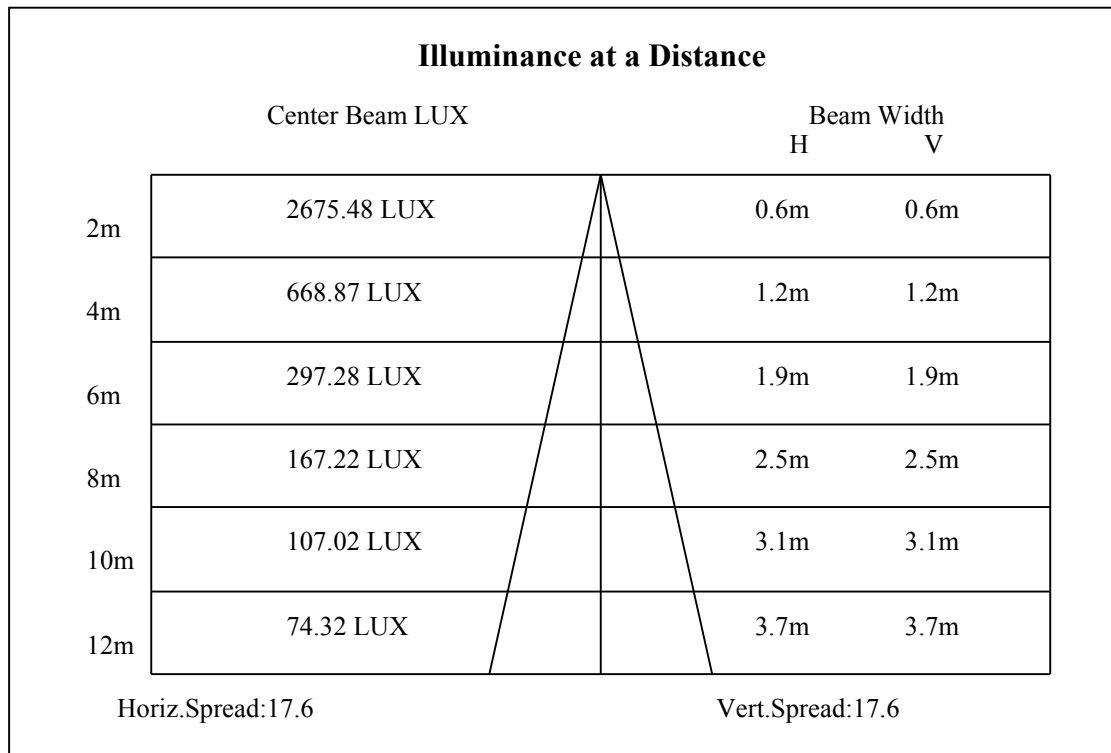 Illuminance at a Distance
Center Beam LUX Beam Width
H V
2m 2675.48 LUX 0.6m 0.6m
4m 668.87 LUX 1.2m 1.2m
6m 297.28 LUX 1.9m 1.9m
8m 167.22 LUX 2.5m 2.5m
10m 107.02 LUX 3.1m 3.1m
12m 74.32 LUX 3.7m 3.7m
Horiz.Spread:17.6 Vert.Spread:17.6